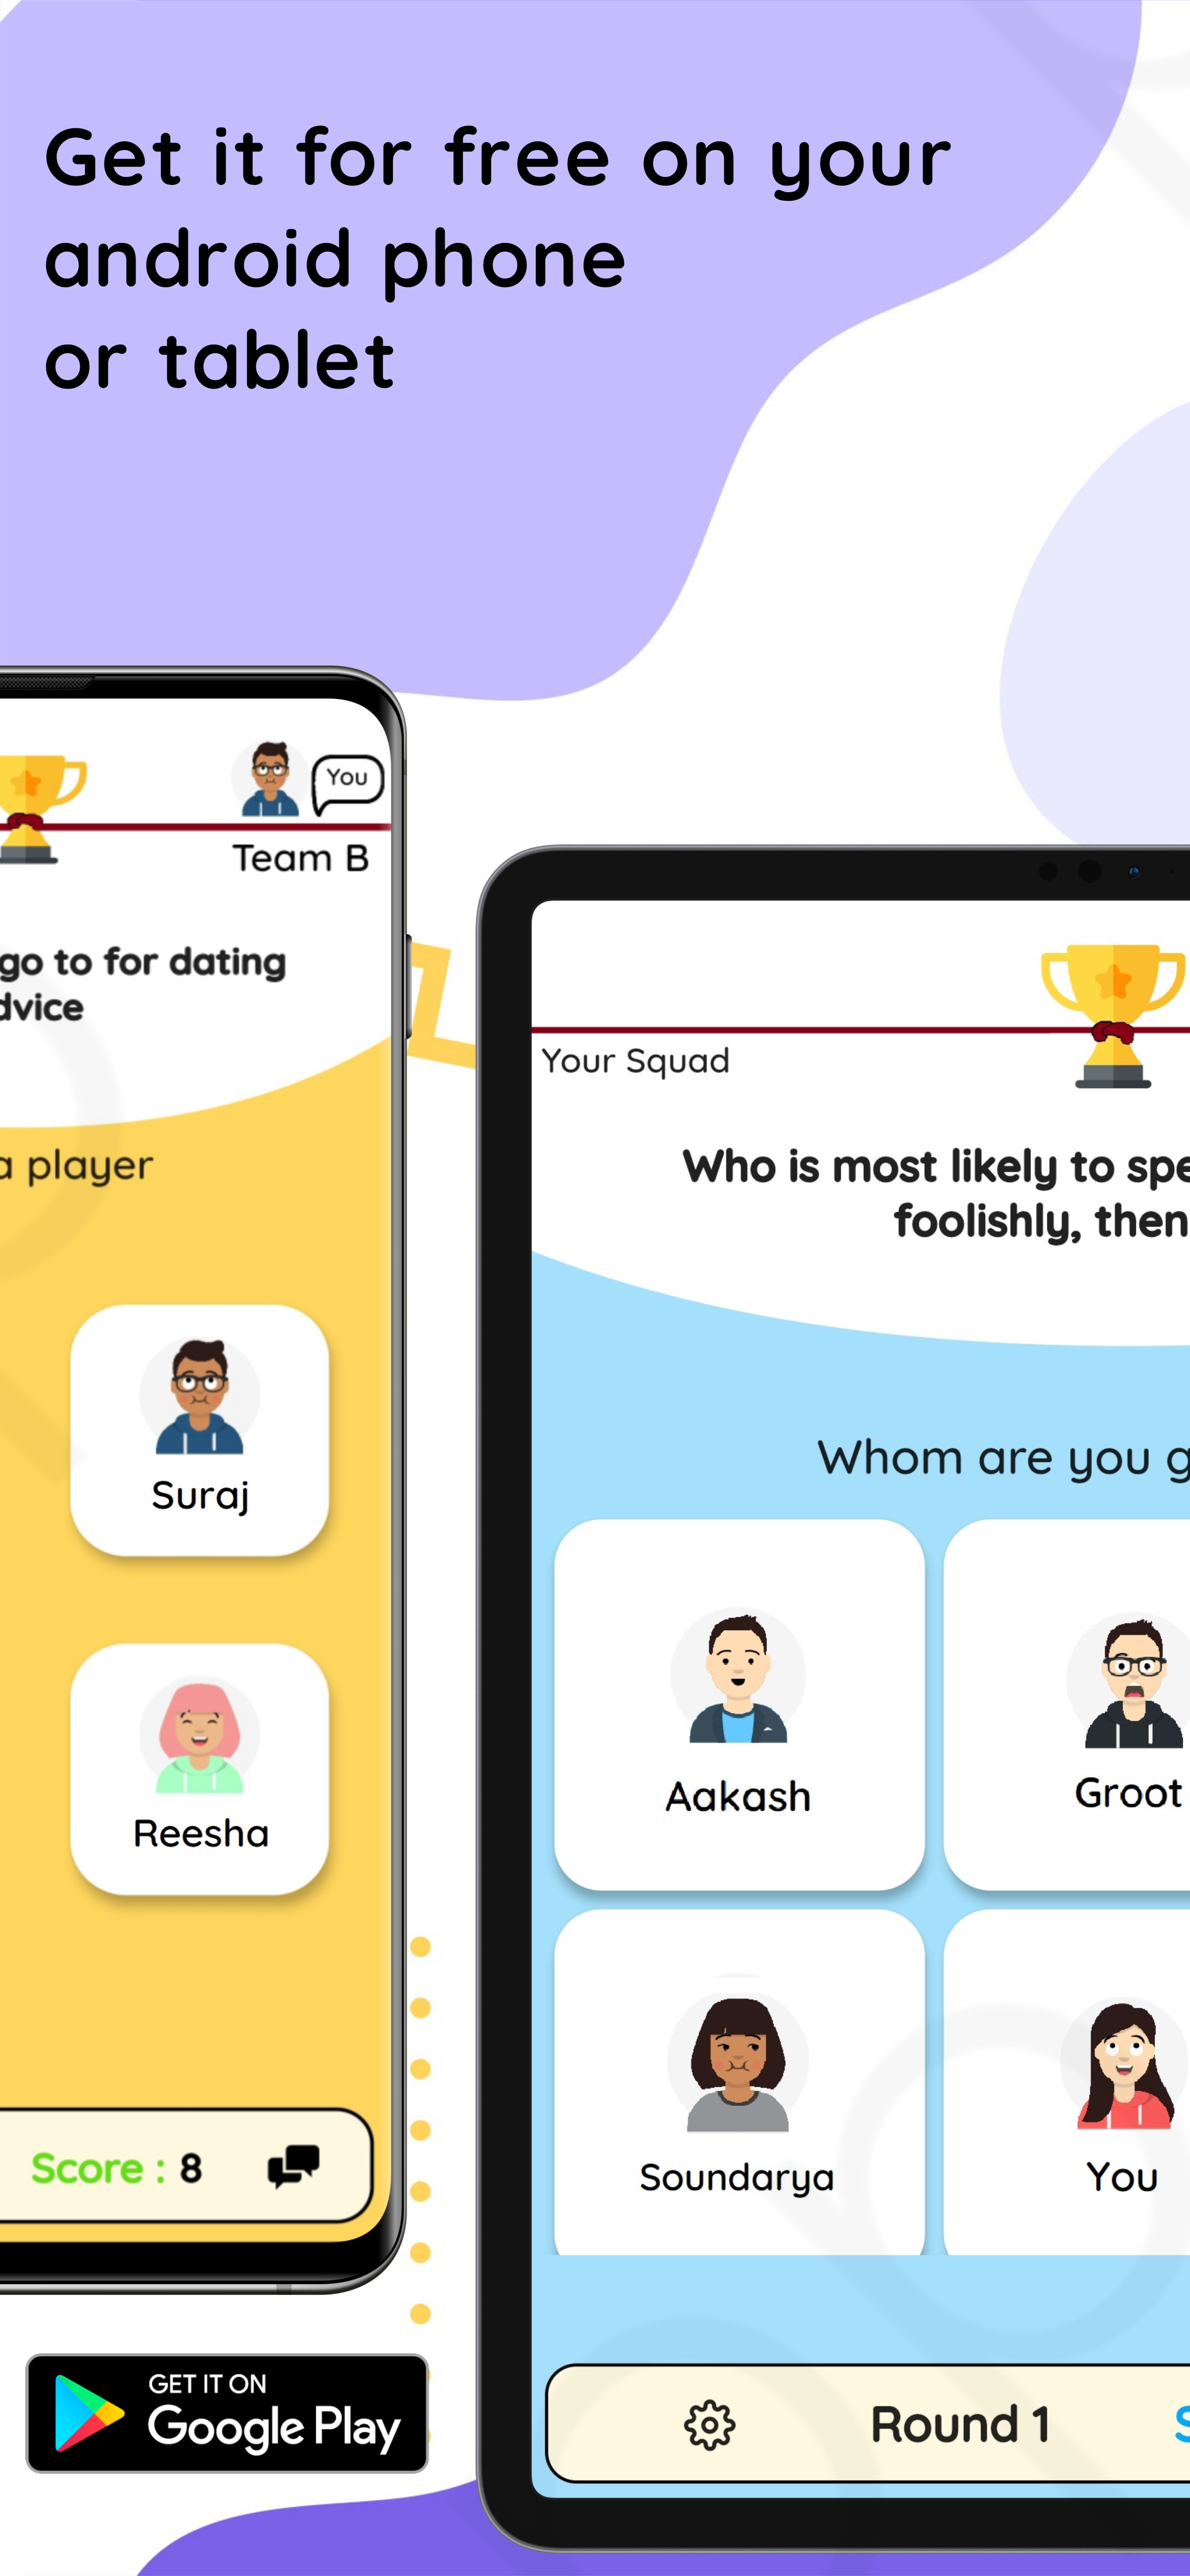 Get it for free on your
android phone
or tablet
You
Team B
go to for dating
dvice
a player
Suraj
Reesha
Score : 8
Your Squad
Who is most likely to spe
foolishly, then
Whom are you g
Aakash
Groot
Soundarya
You
Round 1
S
GET IT ON
Google Play